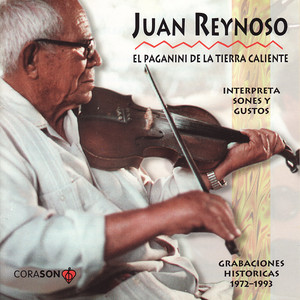 JUAN REYNOSO
EL PAGANINI DE LA TIERRA CALIENTE
INTERPRETA
SONES Y
GUSTOS
GRABACIONES
HISTORICAS
1972-1993
CORASON